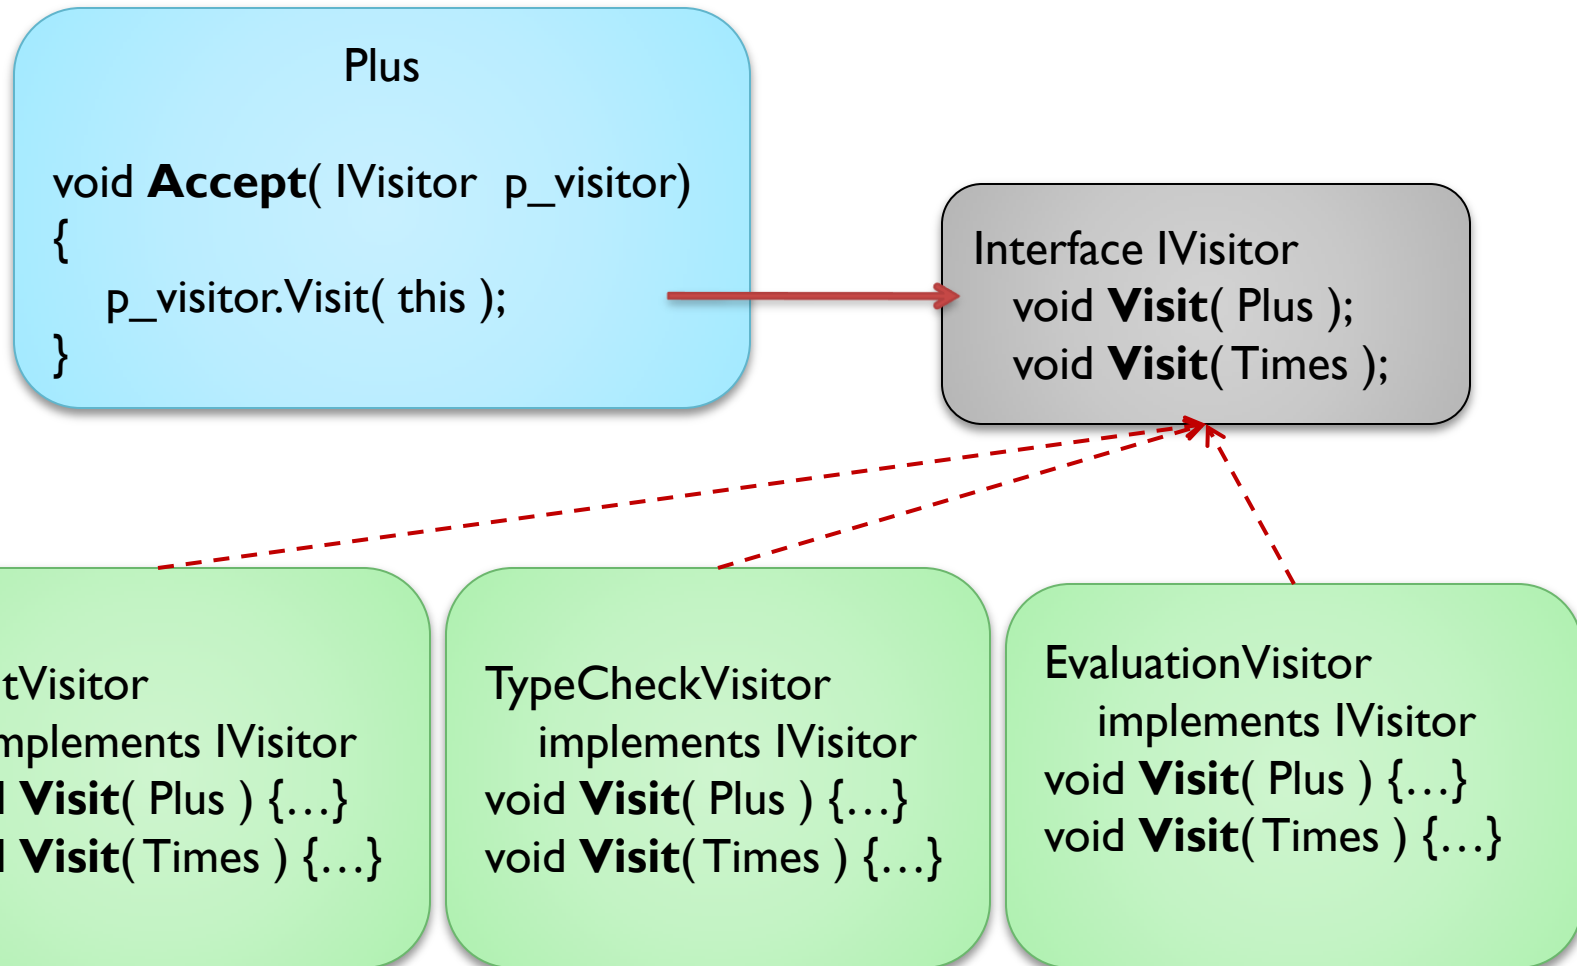 Plus
void Accept( IVisitor p_visitor)
{
p_visitor.Visit( this );
}
Interface IVisitor
void Visit( Plus );
void Visit( Times );
tVisitor
mplements IVisitor
Visit( Plus ) {…}
Visit( Times ) {…}
TypeCheckVisitor
implements IVisitor
void Visit( Plus ) {…}
void Visit( Times ) {…}
EvaluationVisitor
implements IVisitor
void Visit( Plus ) {…}
void Visit( Times ) {…}